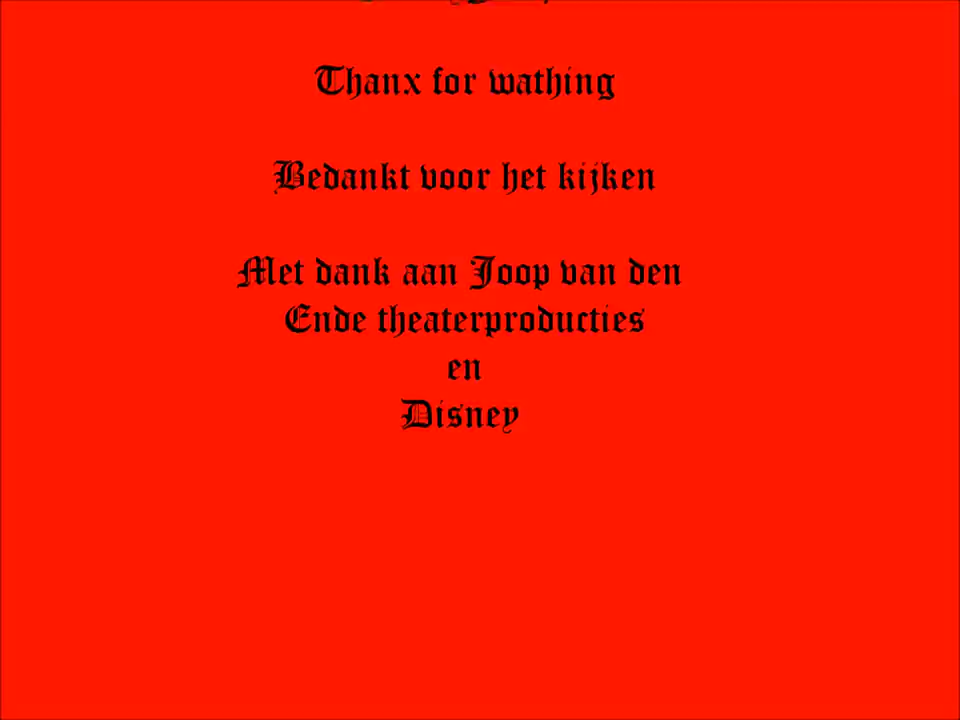 Thanx for wathing
Bedankt voor het kijken
Met dank aan Joop van den
Ende theaterproducties
en
Disney